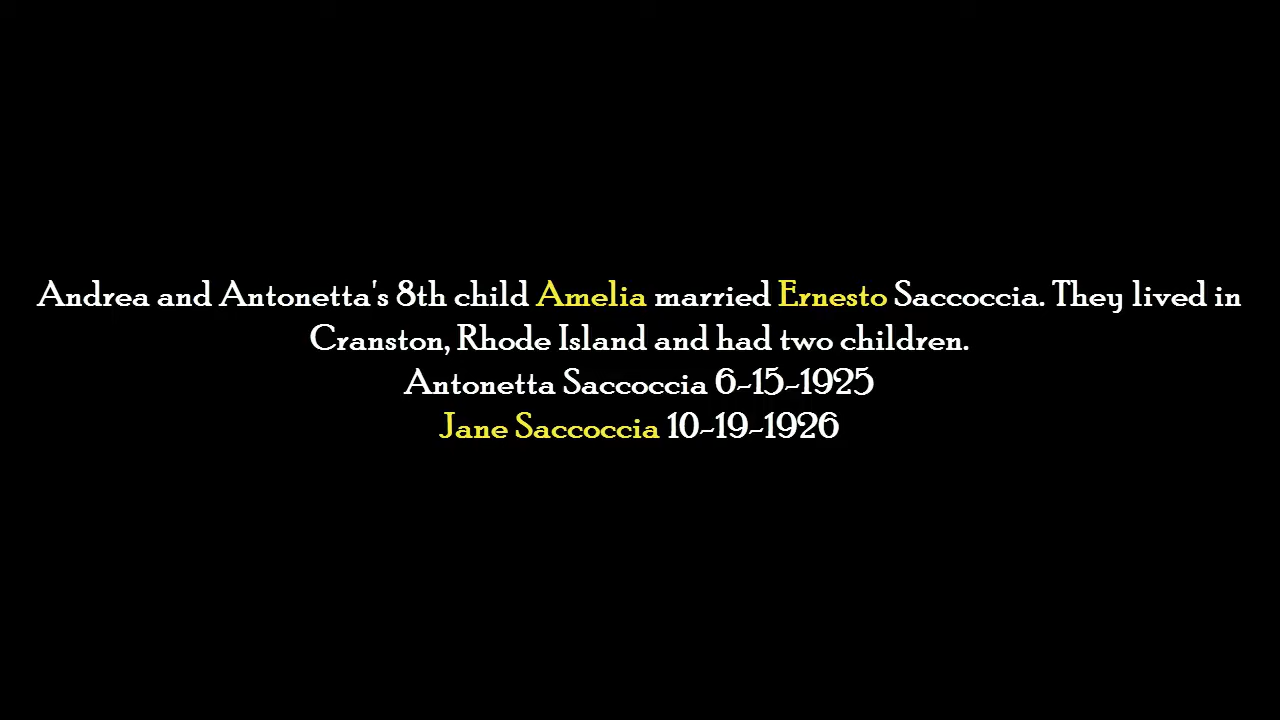 Andrea and Antonetta's 8th child Amelia married Ernesto Saccoccia. They lived in
Cranston, Rhode Island and had two children.
Antonetta Saccoccia 6-15-1925
Jane Saccoccia 10-19-1926